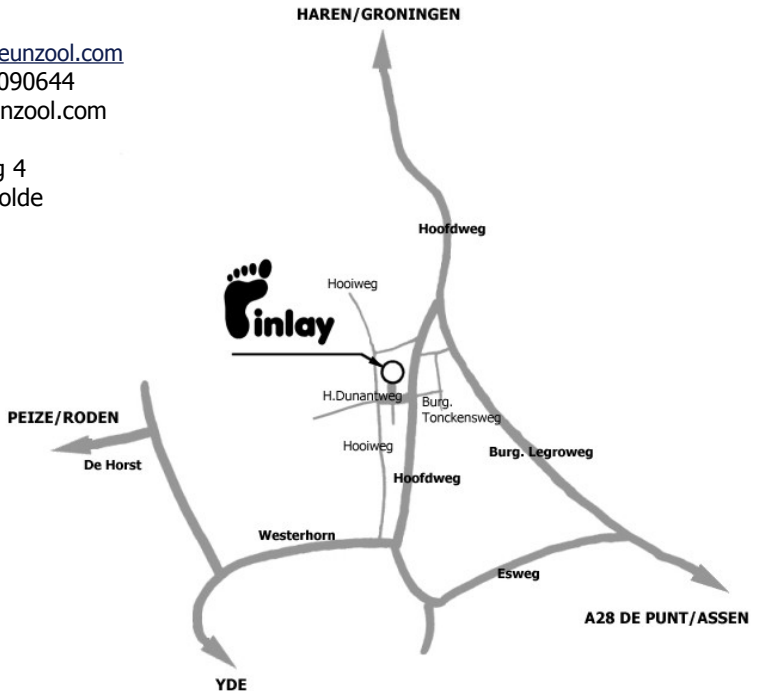 HAREN/GRONINGEN
eunzool.com
090644
nzool.com
g 4
olde
Hoofdweg
Hooiweg
inlay
H.Dunantweg
Burg.
Tonckensweg
PEIZE/RODEN
De Horst
Hooiweg
Burg. Legroweg
Hoofdweg
Westerhorn
Esweg
A28 DE PUNT/ASSEN
YDE